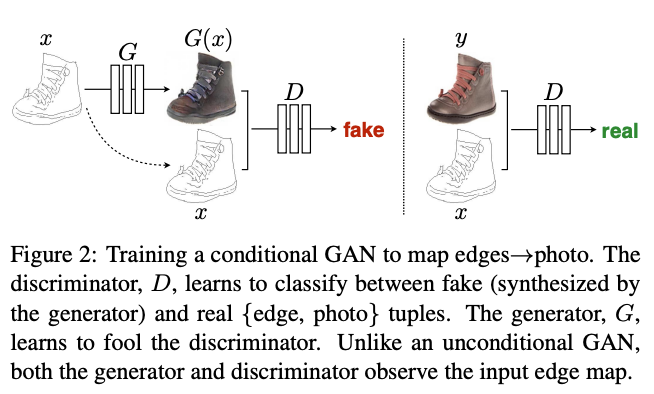 x
G
G(x)
D
fake
x
y
D
real
x
Figure 2: Training a conditional GAN to map edges→photo. The
discriminator, D, learns to classify between fake (synthesized by
the generator) and real {edge, photo} tuples. The generator, G,
learns to fool the discriminator. Unlike an unconditional GAN,
both the generator and discriminator observe the input edge map.